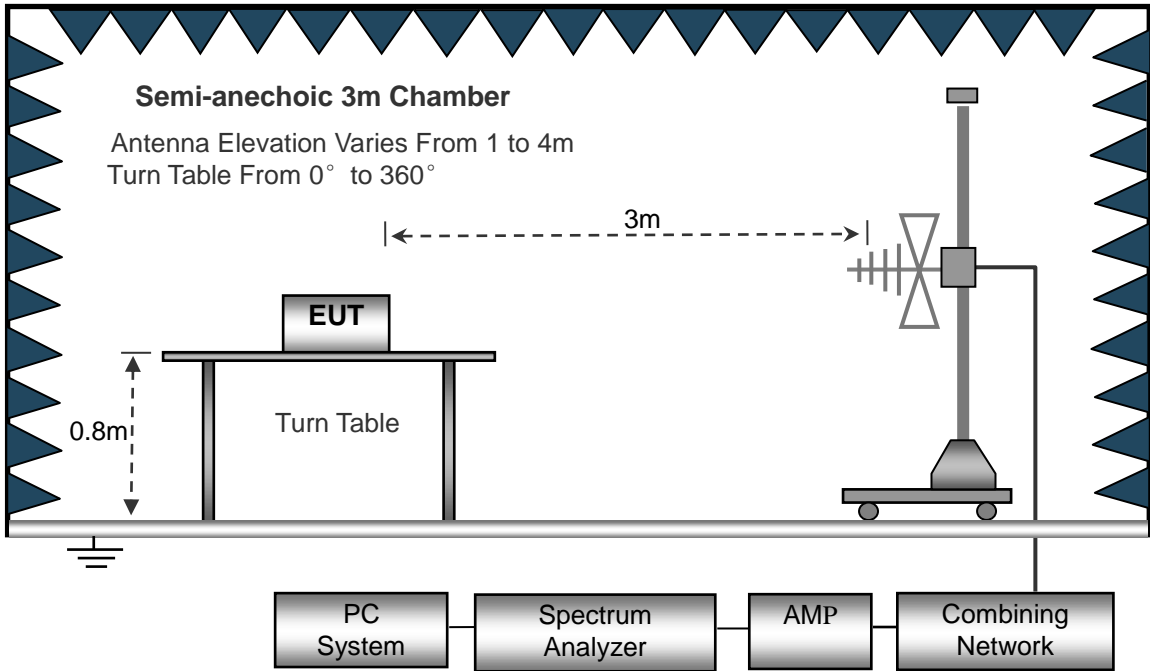 Semi-anechoic 3m Chamber
Antenna Elevation Varies From 1 to 4m
Turn Table From 0° to 360°
3m
EUT
0.8m
Turn Table
PC
System
Spectrum
Analyzer
AMP
Combining
Network